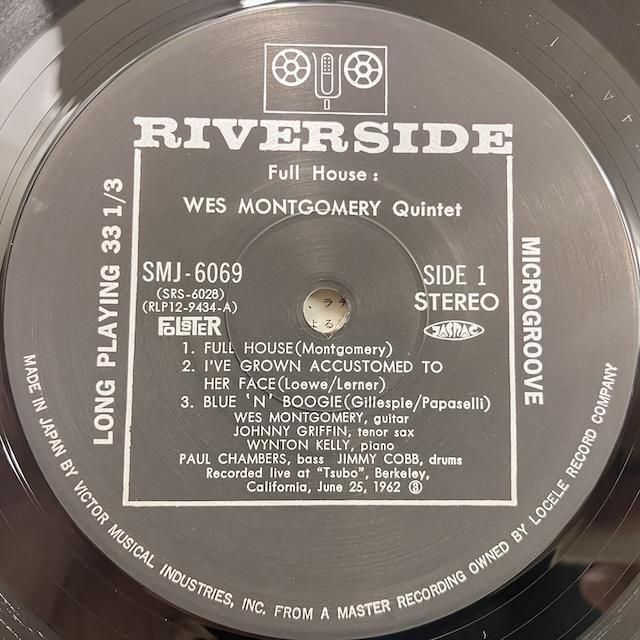 RIVERSIDE
Full House :
WES MONTGOMERY Quintet
SMJ-6069
(SRS-6028)
(RLP12-9434-A)
FOLSTER
SIDE 1
STEREO
JASRAC
1. FULL HOUSE(Montgomery)
2. I'VE GROWN ACCUSTOMED TO
HER FACE(Loewe/Lerner)
3. BLUE 'N' BOOGIE(Gillespie/Papaselli)
WES MONTGOMERY, guitar
JOHNNY GRIFFIN, tenor sax
WYNTON KELLY, piano
PAUL CHAMBERS, bass JIMMY COBB, drums
Recorded live at "Tsubo", Berkeley,
California, June 25, 1962
LONG PLAYING 33 1/3
MICROGROOVE
MADE IN JAPAN BY VICTOR MUSICAL INDUSTRIES, INC. FROM A MASTER RECORDING OWNED BY LOCELE RECORD COMPANY